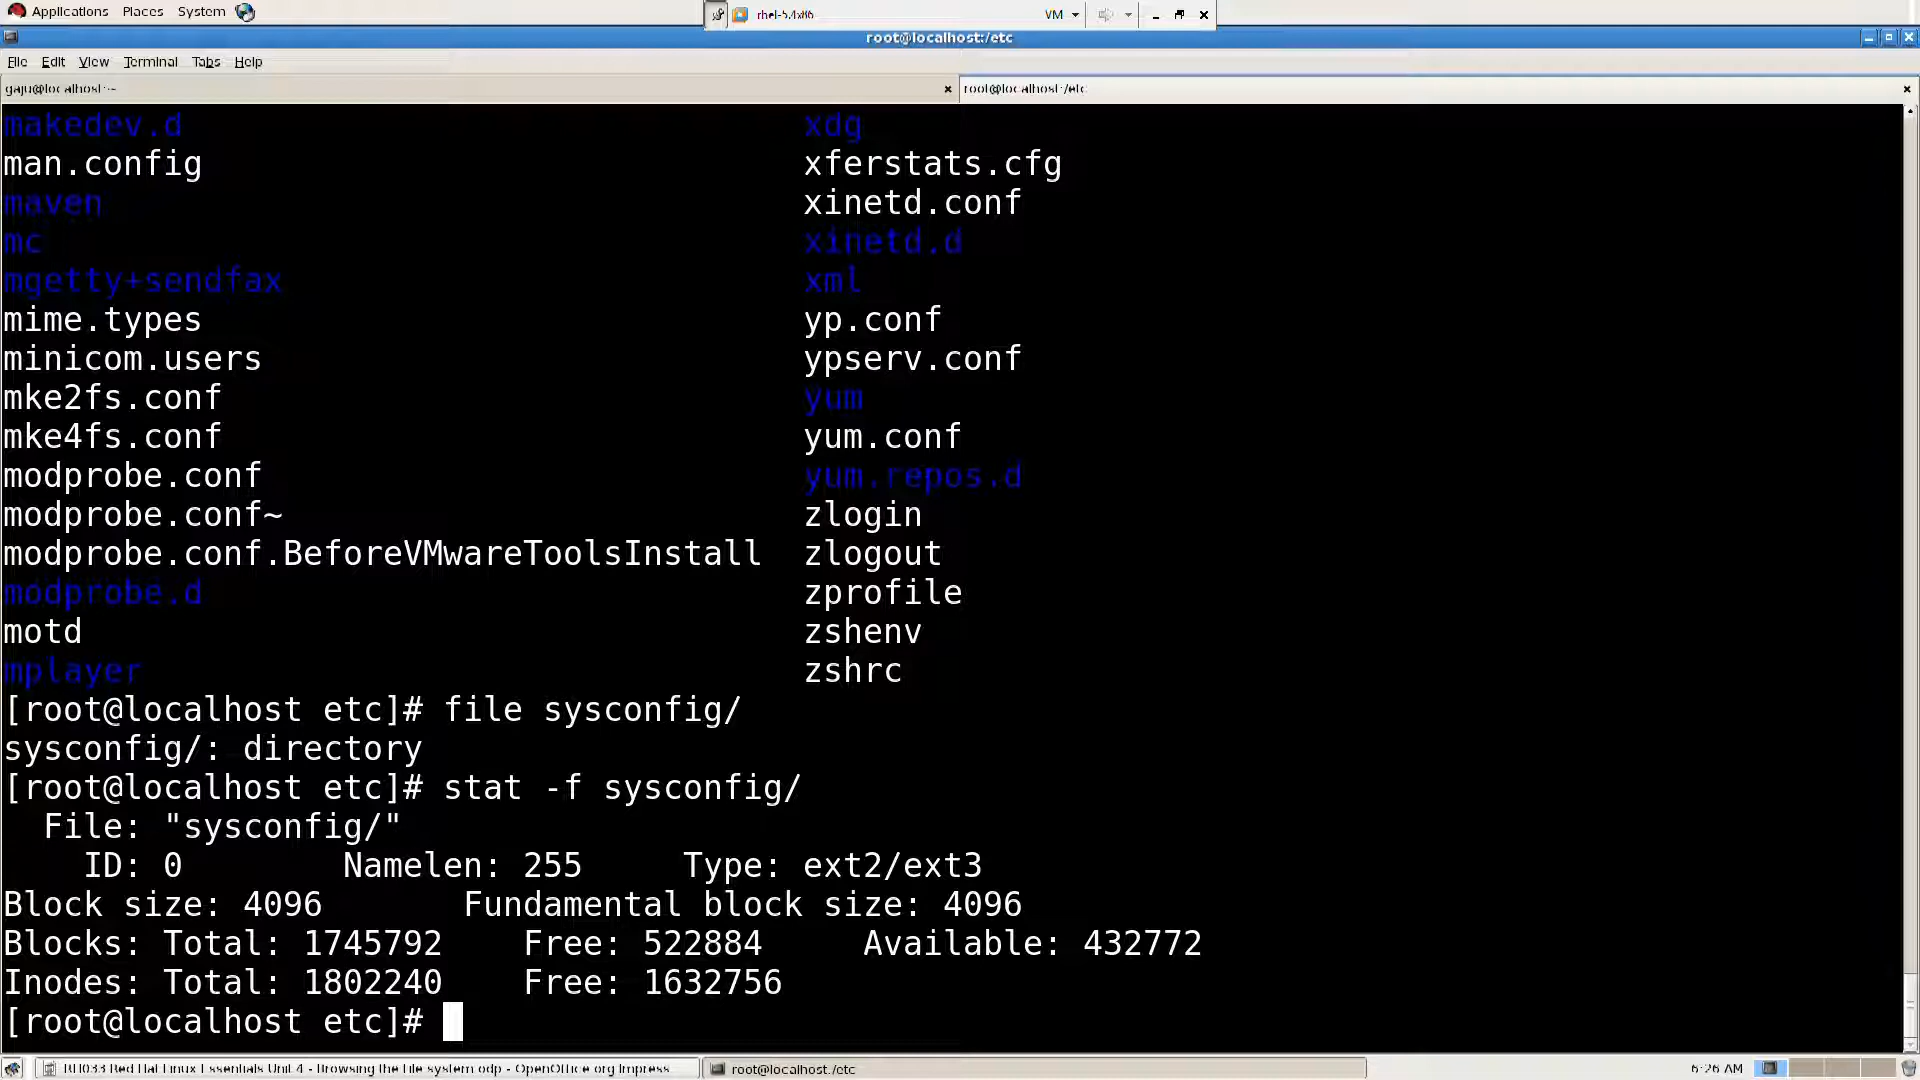 Applications Places System
rhel-5.4x86 VM
root@localhost:/etc
File Edit View Terminal Tabs Help
gaju@localhost:~ root@localhost:/etc
makedev.d xdg
man.config xferstats.cfg
maven xinetd.conf
mc xinetd.d
mgetty+sendfax xml
mime.types yp.conf
minicom.users ypserv.conf
mke2fs.conf yum
mke4fs.conf yum.conf
modprobe.conf yum.repos.d
modprobe.conf~ zlogin
modprobe.conf.BeforeVMwareToolsInstall zlogout
modprobe.d zprofile
motd zshenv
mplayer zshrc
[root@localhost etc]# file sysconfig/
sysconfig/: directory
[root@localhost etc]# stat -f sysconfig/
File: "sysconfig/"
ID: 0 Namelen: 255 Type: ext2/ext3
Block size: 4096 Fundamental block size: 4096
Blocks: Total: 1745792 Free: 522884 Available: 432772
Inodes: Total: 1802240 Free: 1632756
[root@localhost etc]#
RH033 Red Hat Linux Essentials Unit 4 - Browsing the File system.odp - OpenOffice.org Impress root@localhost:/etc 6:26 AM